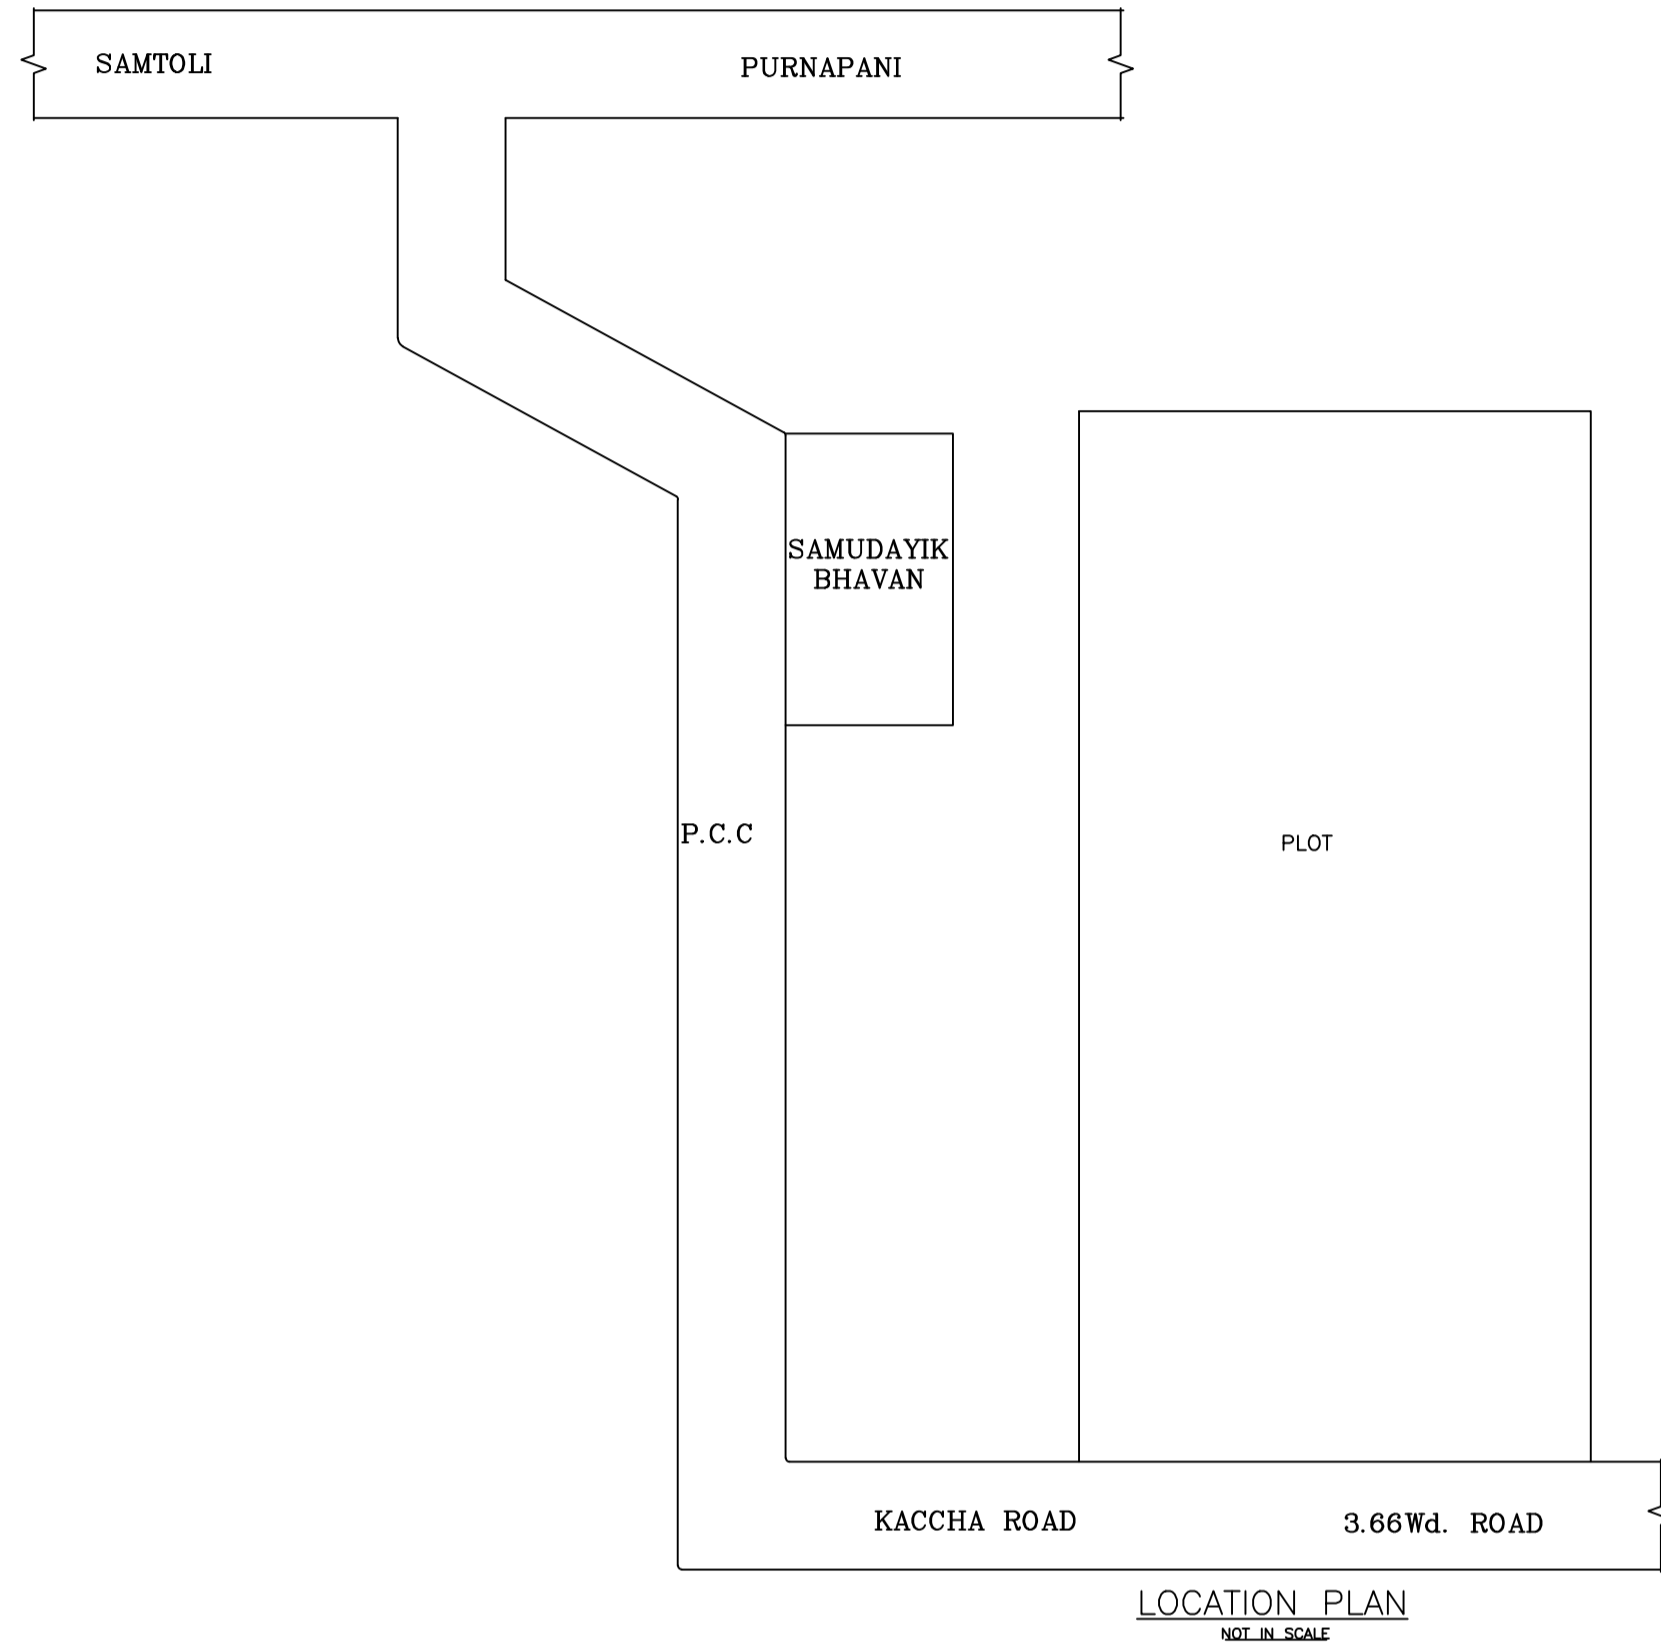 SAMTOLI
PURNAPANI
SAMUDAYIK
BHAVAN
P.C.C
PLOT
KACCHA ROAD
3.66Wd. ROAD
LOCATION PLAN
NOT IN SCALE